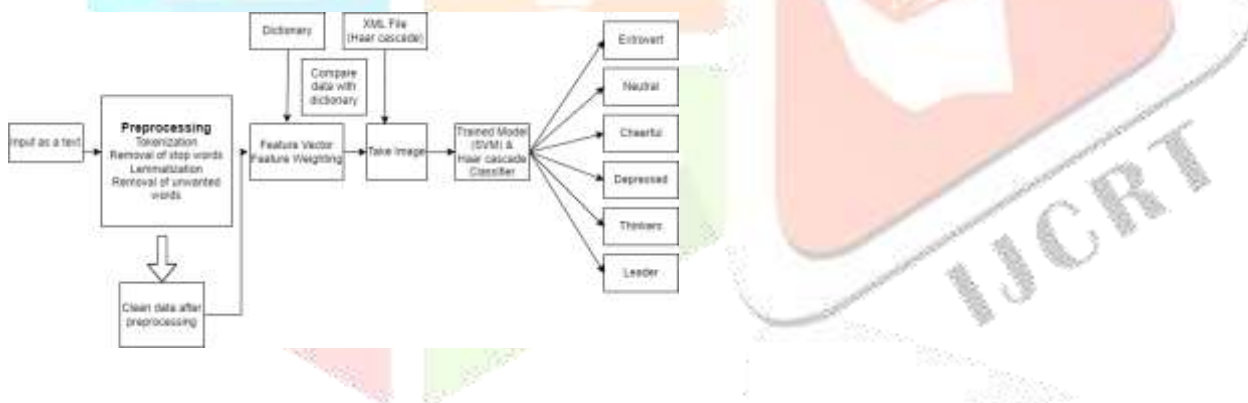 Dictionary
XML File
(Haar cascade)
Compare
data with
dictionary
Input as a text
Preprocessing
Tokenization
Removal of stop words
Lemmatization
Removal of unwanted
words
Feature Vector
Feature Weighting
Take Image
Trained Model
(SVM) &
Haar cascade
Classifier
Extrovert
Neutral
Cheerful
Depressed
Thinkers
Leader
Clean data after
preprocessing
IJCRT